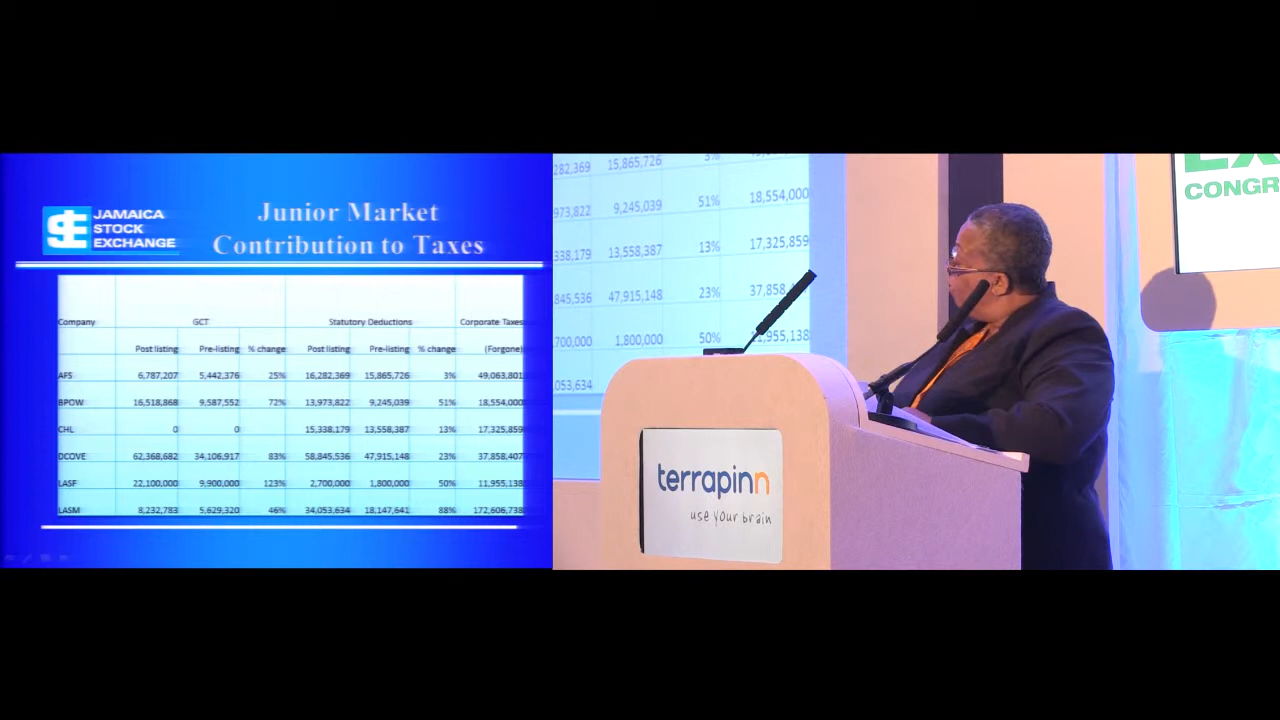 JAMAICA
STOCK
EXCHANGE
Junior Market
Contribution to Taxes
Company GCT Statutory Deductions Corporate Taxes
Post listing Pre-listing % change Post listing Pre-listing % change (Forgone)
AFS 6,787,207 5,442,376 25% 16,282,369 15,865,726 3% 49,063,801
BPOW 16,518,868 9,587,552 72% 13,973,822 9,245,039 51% 18,554,000
CHL 0 0 15,338,179 13,558,387 13% 17,325,859
DCOVE 62,368,682 34,106,917 83% 58,845,536 47,915,148 23% 37,858,407
LASF 22,100,000 9,900,000 123% 2,700,000 1,800,000 50% 11,955,138
LASM 8,232,783 5,629,320 46% 34,053,634 18,147,641 88% 172,606,738
282,369 15,865,726 3%
973,822 9,245,039 51% 18,554,000
338,179 13,558,387 13% 17,325,859
845,536 47,915,148 23% 37,858,
700,000 1,800,000 50% 11,955,138
,053,634
EX
CONGR
terrapinn
use your brain